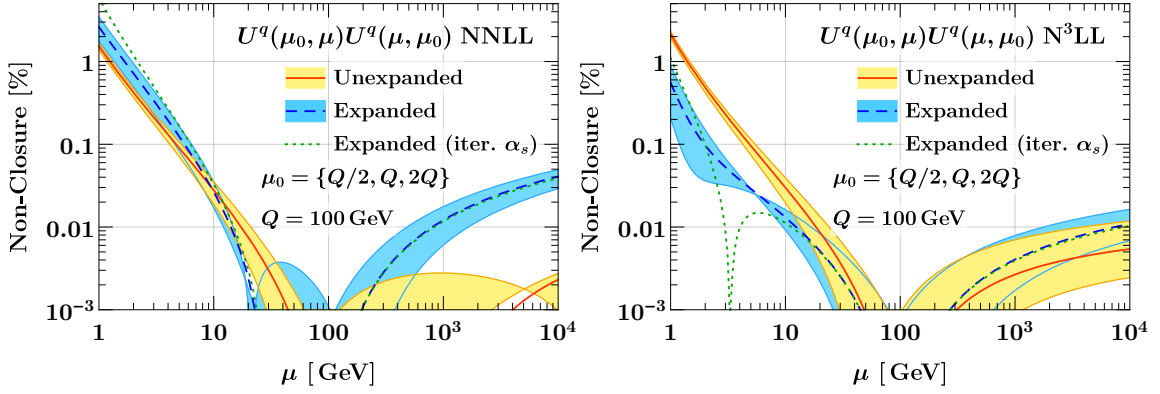 U^q(μ_0, μ)U^q(μ, μ_0) NNLL
Unexpanded
Expanded
Expanded (iter. α_s)
μ_0 = {Q/2, Q, 2Q}
Q = 100 GeV
Non-Closure [%]
1
0.1
0.01
10^{-3}
1 10 100 10^3 10^4
μ [ GeV]
U^q(μ_0, μ)U^q(μ, μ_0) N^3LL
Unexpanded
Expanded
Expanded (iter. α_s)
μ_0 = {Q/2, Q, 2Q}
Q = 100 GeV
Non-Closure [%]
1
0.1
0.01
10^{-3}
1 10 100 10^3 10^4
μ [ GeV]